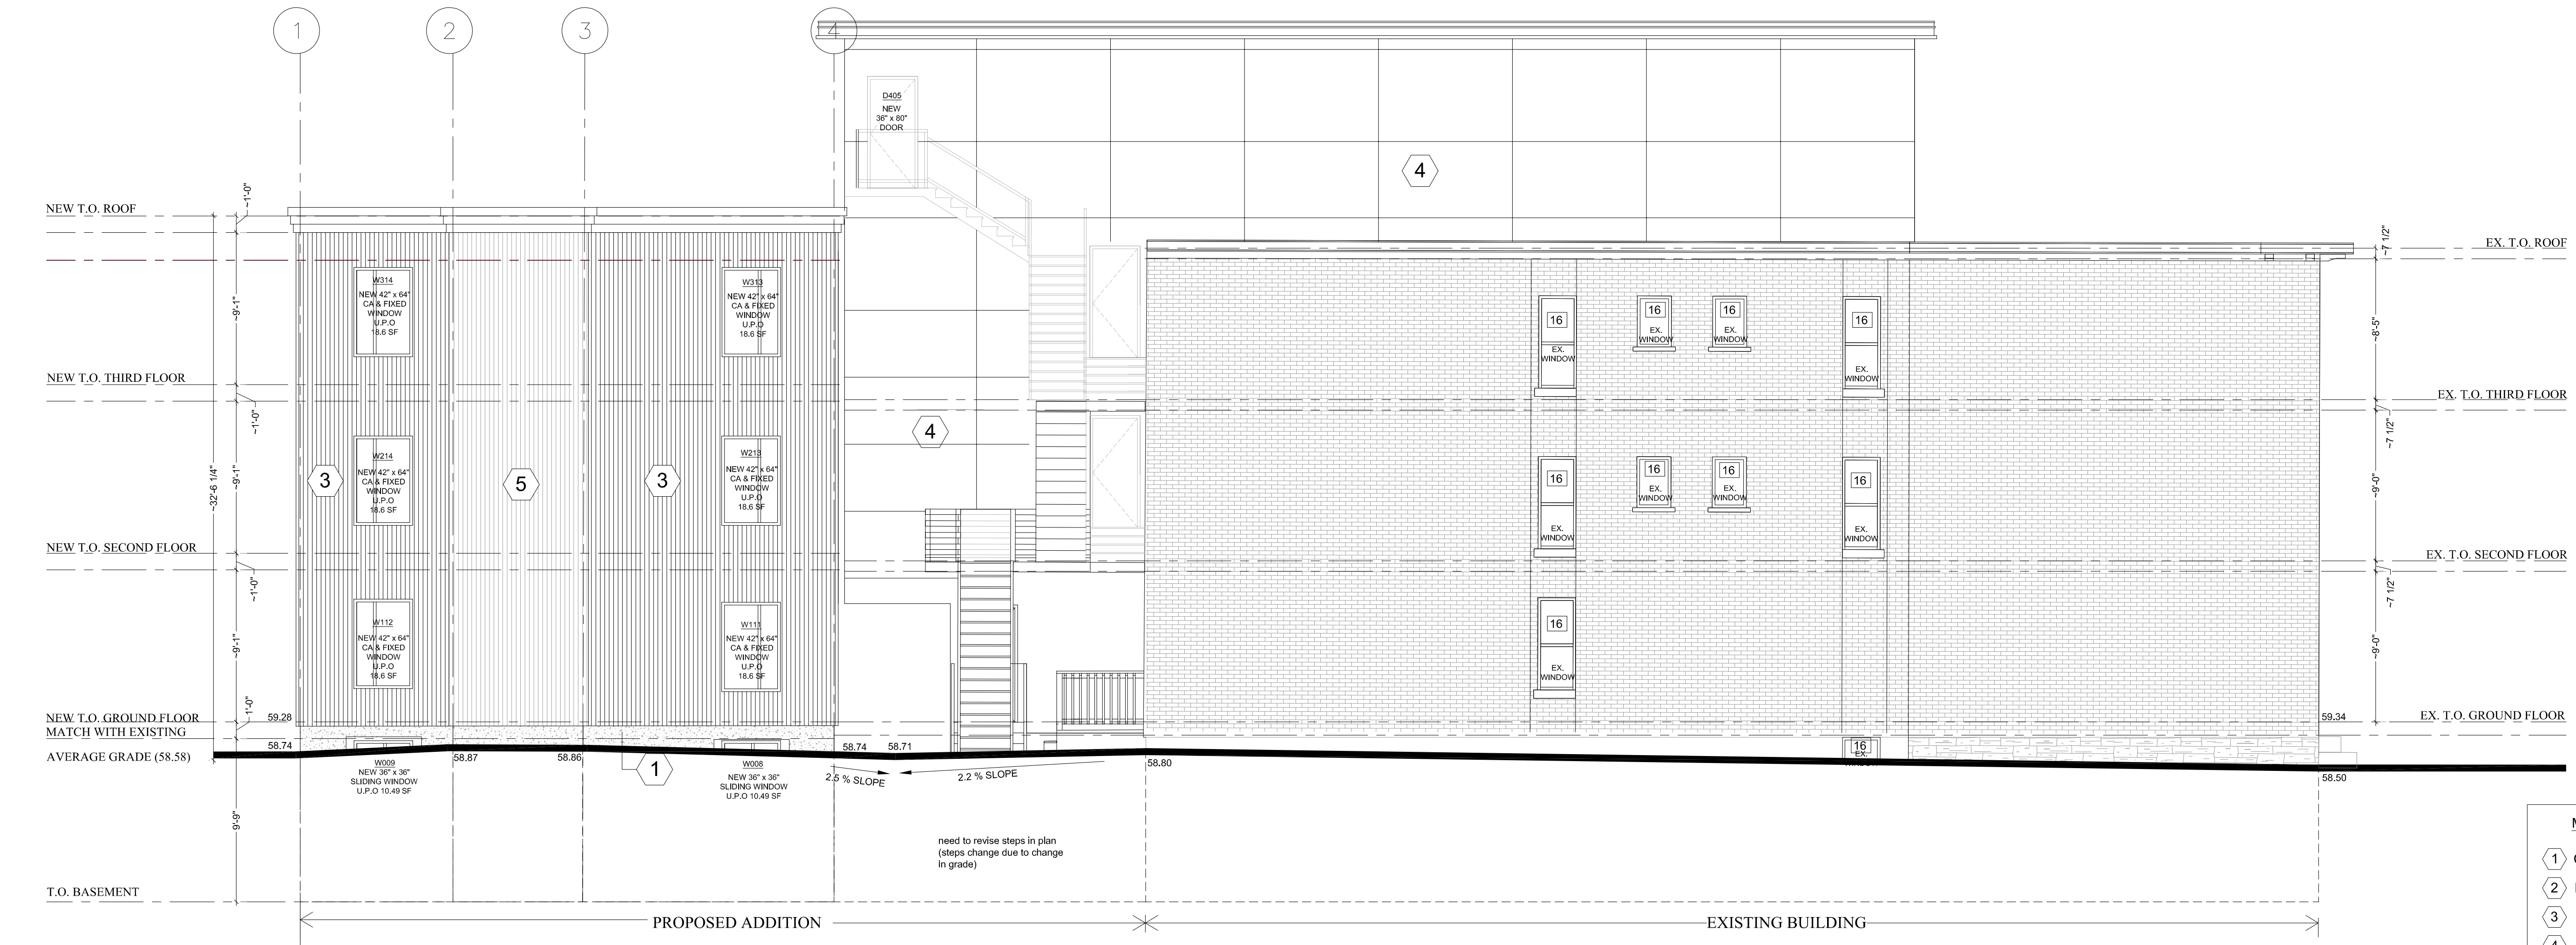 1
2
3
4
D405
NEW
36" x 80"
DOOR
4
NEW T.O. ROOF
~1'-0"
EX. T.O. ROOF
~7 1/2"
W314
NEW 42" x 64"
CA & FIXED
WINDOW
U.P.O
18.6 SF
W313
NEW 42" x 64"
CA & FIXED
WINDOW
U.P.O
18.6 SF
~9'-1"
16
EX.
WINDOW
16
EX.
WINDOW
16
EX.
WINDOW
16
EX.
WINDOW
~8'-5"
NEW T.O. THIRD FLOOR
~1'-0"
EX. T.O. THIRD FLOOR
~7 1/2"
4
~32'-6 1/4"
~9'-1"
3
W214
NEW 42" x 64"
CA & FIXED
WINDOW
U.P.O
18.6 SF
5
3
W213
NEW 42" x 64"
CA & FIXED
WINDOW
U.P.O
18.6 SF
16
EX.
WINDOW
16
EX.
WINDOW
16
EX.
WINDOW
16
EX.
WINDOW
~9'-0"
NEW T.O. SECOND FLOOR
~1'-0"
EX. T.O. SECOND FLOOR
~7 1/2"
~9'-1"
W112
NEW 42" x 64"
CA & FIXED
WINDOW
U.P.O
18.6 SF
W111
NEW 42" x 64"
CA & FIXED
WINDOW
U.P.O
18.6 SF
16
EX.
WINDOW
~9'-0"
NEW T.O. GROUND FLOOR
MATCH WITH EXISTING
59.28
1'-0"
59.34
EX. T.O. GROUND FLOOR
AVERAGE GRADE (58.58)
58.74
58.87
58.86
58.74
58.71
58.80
16
EX.
58.50
W009
NEW 36" x 36"
SLIDING WINDOW
U.P.O 10.49 SF
1
W008
NEW 36" x 36"
SLIDING WINDOW
U.P.O 10.49 SF
2.5 % SLOPE
2.2 % SLOPE
9'-9"
need to revise steps in plan
(steps change due to change
In grade)
T.O. BASEMENT
PROPOSED ADDITION
EXISTING BUILDING
1
2
3
4